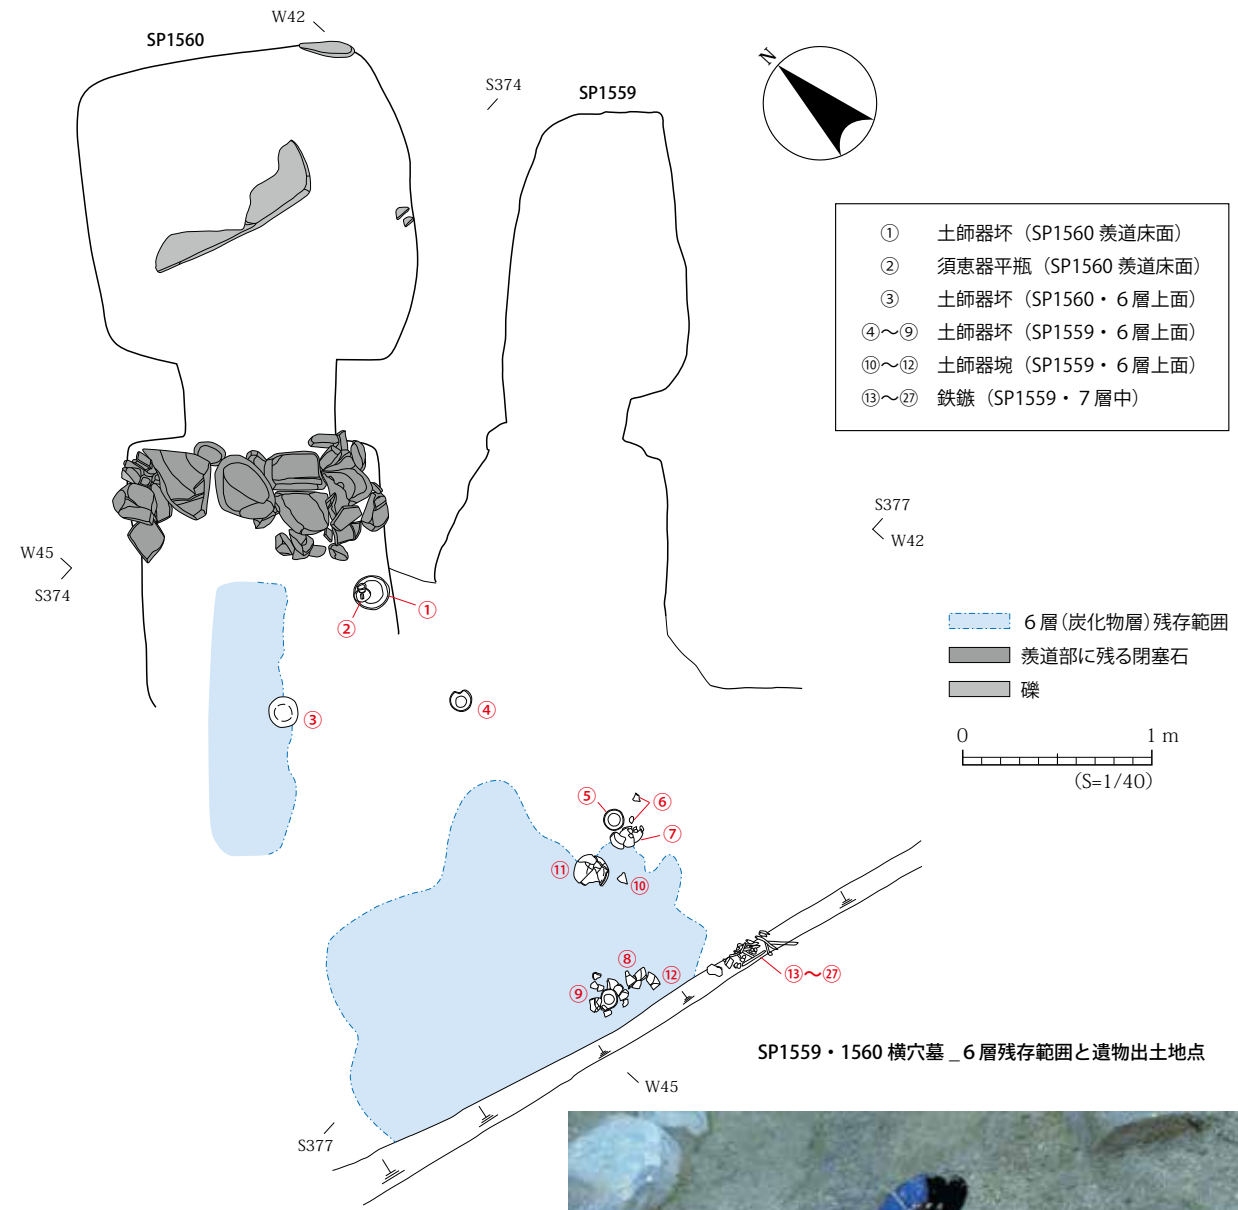 W42
SP1560
S374
SP1559
N
① 土師器坏（SP1560 羨道床面）
② 須恵器平瓶（SP1560 羨道床面）
③ 土師器坏（SP1560・６層上面）
④～⑨ 土師器坏（SP1559・６層上面）
⑩～⑫ 土師器埦（SP1559・６層上面）
⑬～㉗ 鉄鏃（SP1559・７層中）
S377
W42
W45
S374
①
②
６層（炭化物層）残存範囲
羨道部に残る閉塞石
礫
③
④
0 1 m
(S=1/40)
⑤
⑥
⑦
⑪
⑩
⑧
⑫
⑨
⑬～㉗
SP1559・1560 横穴墓 _６層残存範囲と遺物出土地点
W45
S377